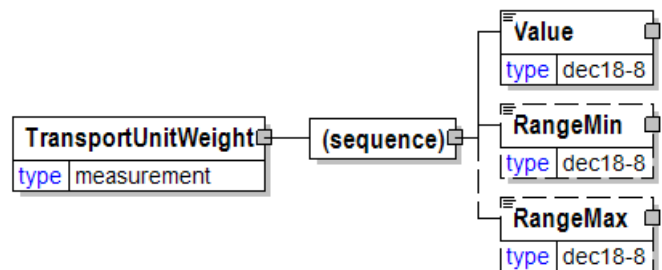 Value
type dec18-8
RangeMin
type dec18-8
TransportUnitWeight
type measurement
(sequence)
RangeMax
type dec18-8